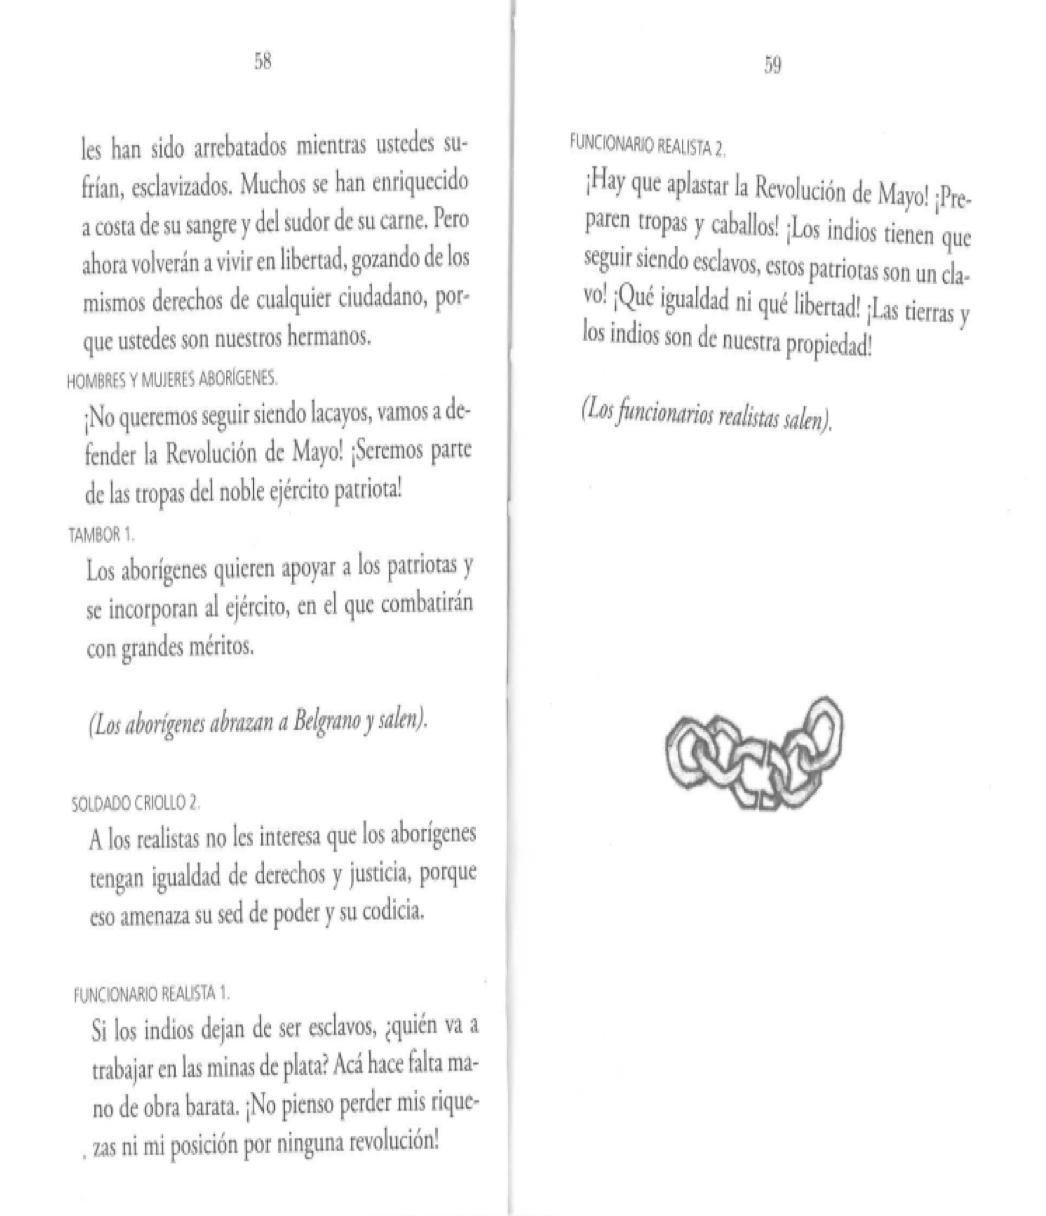 58
les han sido arrebatados mientras ustedes su-
frían, esclavizados. Muchos se han enriquecido
a costa de su sangre y del sudor de su carne. Pero
ahora volverán a vivir en libertad, gozando de los
mismos derechos de cualquier ciudadano, por-
que ustedes son nuestros hermanos.
HOMBRES Y MUJERES ABORÍGENES.
¡No queremos seguir siendo lacayos, vamos a de-
fender la Revolución de Mayo! ¡Seremos parte
de las tropas del noble ejército patriota!
TAMBOR 1.
Los aborígenes quieren apoyar a los patriotas y
se incorporan al ejército, en el que combatirán
con grandes méritos.
(Los aborígenes abrazan a Belgrano y salen).
SOLDADO CRIOLLO 2.
A los realistas no les interesa que los aborígenes
tengan igualdad de derechos y justicia, porque
eso amenaza su sed de poder y su codicia.
FUNCIONARIO REALISTA 1.
Si los indios dejan de ser esclavos, ¿quién va a
trabajar en las minas de plata? Acá hace falta ma-
no de obra barata. ¡No pienso perder mis rique-
zas ni mi posición por ninguna revolución!
59
FUNCIONARIO REALISTA 2.
¡Hay que aplastar la Revolución de Mayo! ¡Pre-
paren tropas y caballos! ¡Los indios tienen que
seguir siendo esclavos, estos patriotas son un cla-
vo! ¡Qué igualdad ni qué libertad! ¡Las tierras y
los indios son de nuestra propiedad!
(Los funcionarios realistas salen).